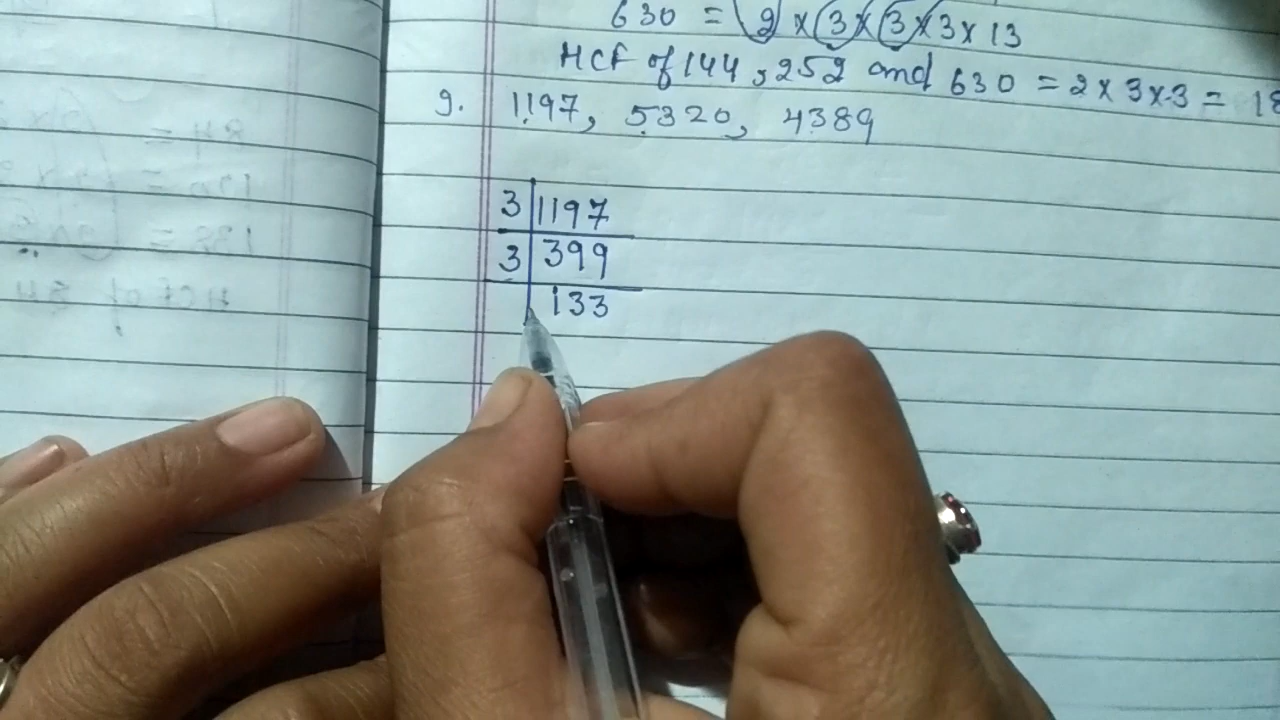 630 = 2 x 3 x 3 x 3 x 13
HCF of 144, 252 and 630 = 2 x 3 x 3 = 18
9. 1197, 5320, 4389
3 | 1197
3 | 399
133